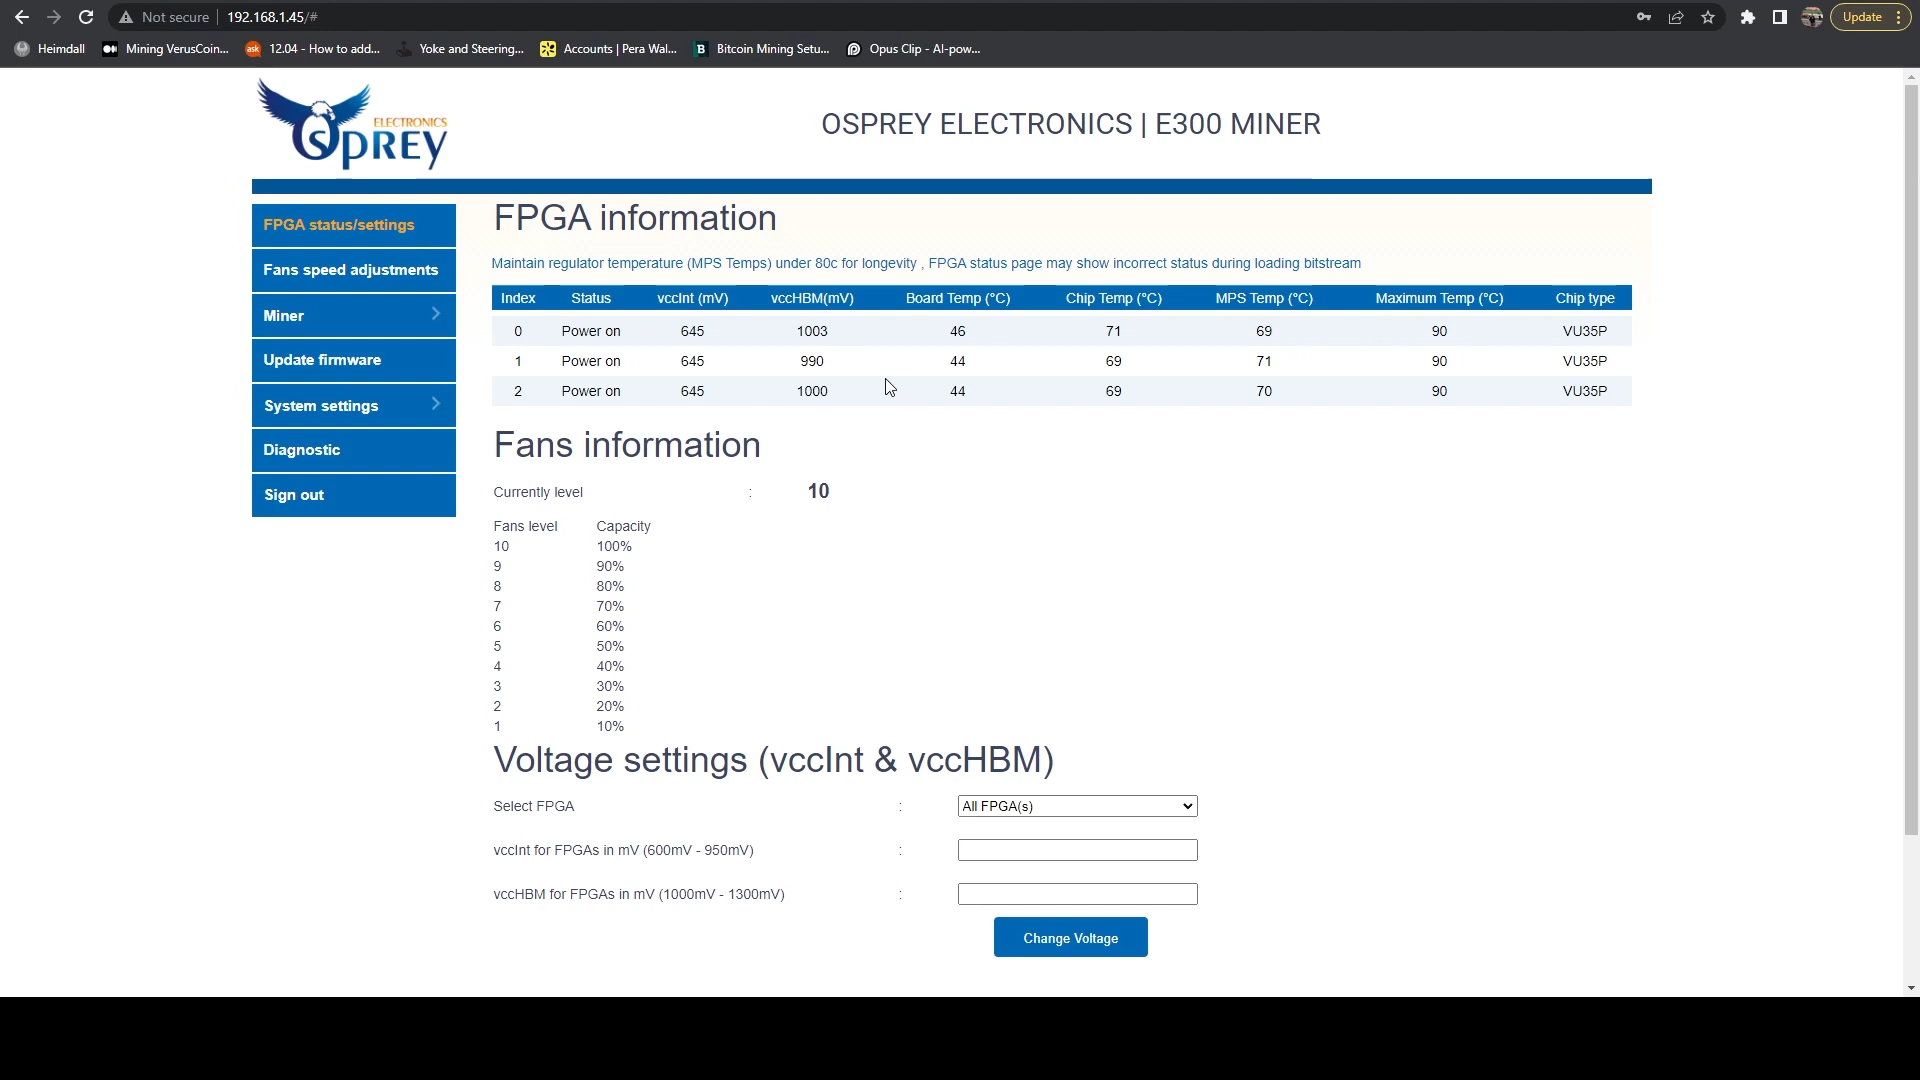 Not secure 192.168.1.45/# Update
Heimdall Mining VerusCoin... ask 12.04 - How to add... Yoke and Steering... Accounts | Pera Wal... B Bitcoin Mining Setu... Opus Clip - AI-pow...
OSPREY ELECTRONICS
OSPREY ELECTRONICS | E300 MINER
FPGA status/settings
Fans speed adjustments
Miner
Update firmware
System settings
Diagnostic
Sign out
FPGA information
Maintain regulator temperature (MPS Temps) under 80c for longevity , FPGA status page may show incorrect status during loading bitstream
Index Status vccInt (mV) vccHBM(mV) Board Temp (°C) Chip Temp (°C) MPS Temp (°C) Maximum Temp (°C) Chip type
0 Power on 645 1003 46 71 69 90 VU35P
1 Power on 645 990 44 69 71 90 VU35P
2 Power on 645 1000 44 69 70 90 VU35P
Fans information
Currently level : 10
Fans level Capacity
10 100%
9 90%
8 80%
7 70%
6 60%
5 50%
4 40%
3 30%
2 20%
1 10%
Voltage settings (vccInt & vccHBM)
Select FPGA : All FPGA(s)
vccInt for FPGAs in mV (600mV - 950mV) :
vccHBM for FPGAs in mV (1000mV - 1300mV) :
Change Voltage